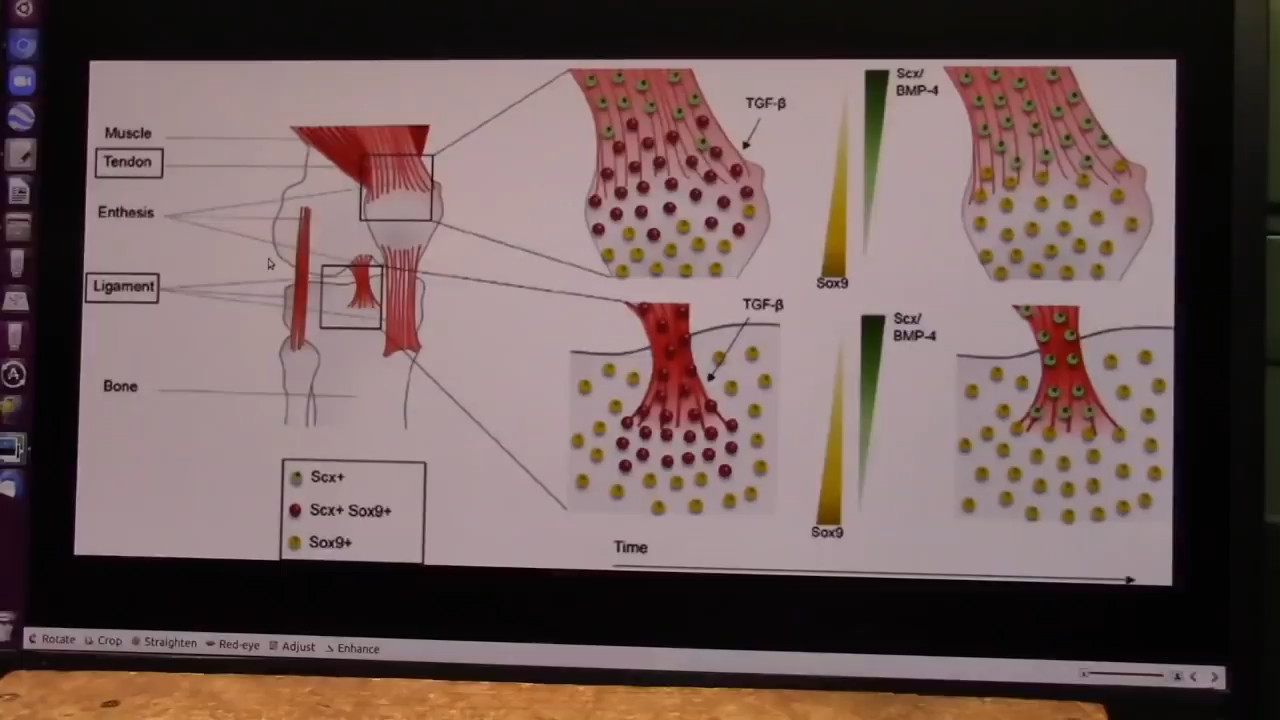 Muscle
Tendon
Enthesis
Ligament
Bone
Scx+
Scx+ Sox9+
Sox9+
TGF-β
Sox9
Scx/
BMP-4
TGF-β
Sox9
Scx/
BMP-4
Time
Rotate Crop Straighten Red-eye Adjust Enhance